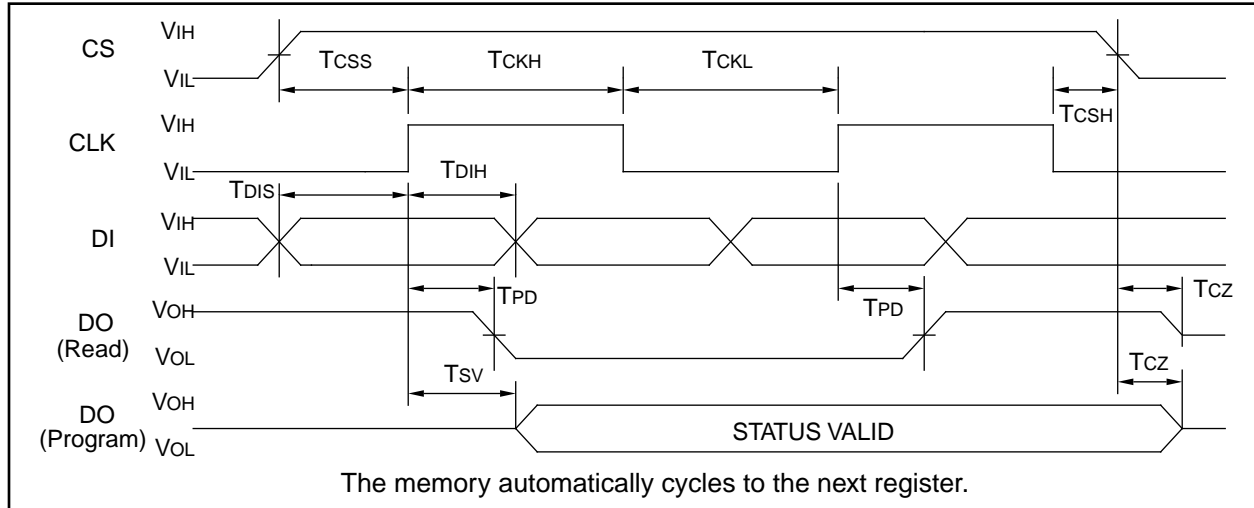 CS
VIH
VIL
TCSS
TCKH
TCKL
TCSH
CLK
VIH
VIL
TDIS
TDIH
DI
VIH
VIL
TPD
TPD
TCZ
DO
(Read)
VOH
VOL
TSV
TCZ
DO
(Program)
VOH
VOL
STATUS VALID
The memory automatically cycles to the next register.